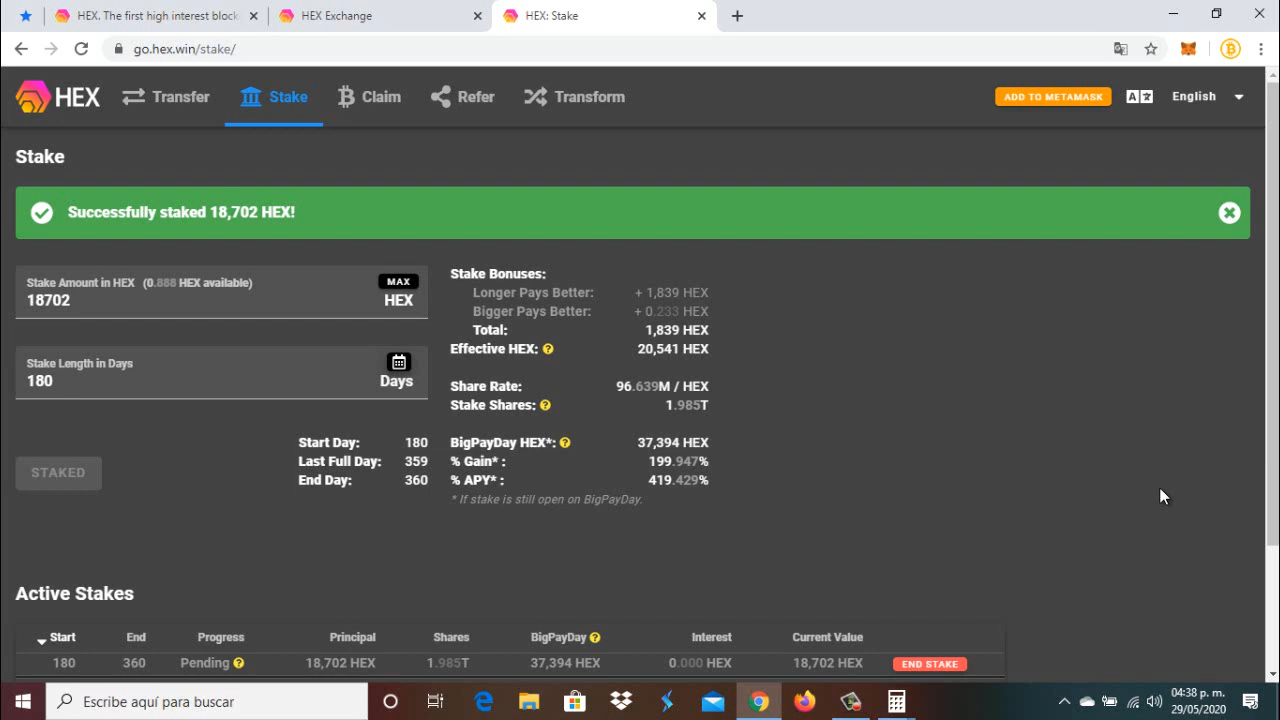 HEX. The first high interest block
HEX Exchange
HEX: Stake
go.hex.win/stake/
HEX
Transfer
Stake
Claim
Refer
Transform
ADD TO METAMASK
English
Stake
Successfully staked 18,702 HEX!
Stake Amount in HEX (0.888 HEX available)
MAX
18702
HEX
Stake Length in Days
180
Days
Start Day: 180
Last Full Day: 359
End Day: 360
STAKED
Stake Bonuses:
Longer Pays Better: + 1,839 HEX
Bigger Pays Better: + 0.233 HEX
Total: 1,839 HEX
Effective HEX: ? 20,541 HEX
Share Rate: 96.639M / HEX
Stake Shares: ? 1.985T
BigPayDay HEX*: ? 37,394 HEX
% Gain* : 199.947%
% APY* : 419.429%
* If stake is still open on BigPayDay.
Active Stakes
Start End Progress Principal Shares BigPayDay ? Interest Current Value
180 360 Pending ? 18,702 HEX 1.985T 37,394 HEX 0.000 HEX 18,702 HEX END STAKE
Escribe aquí para buscar
04:38 p. m.
29/05/2020